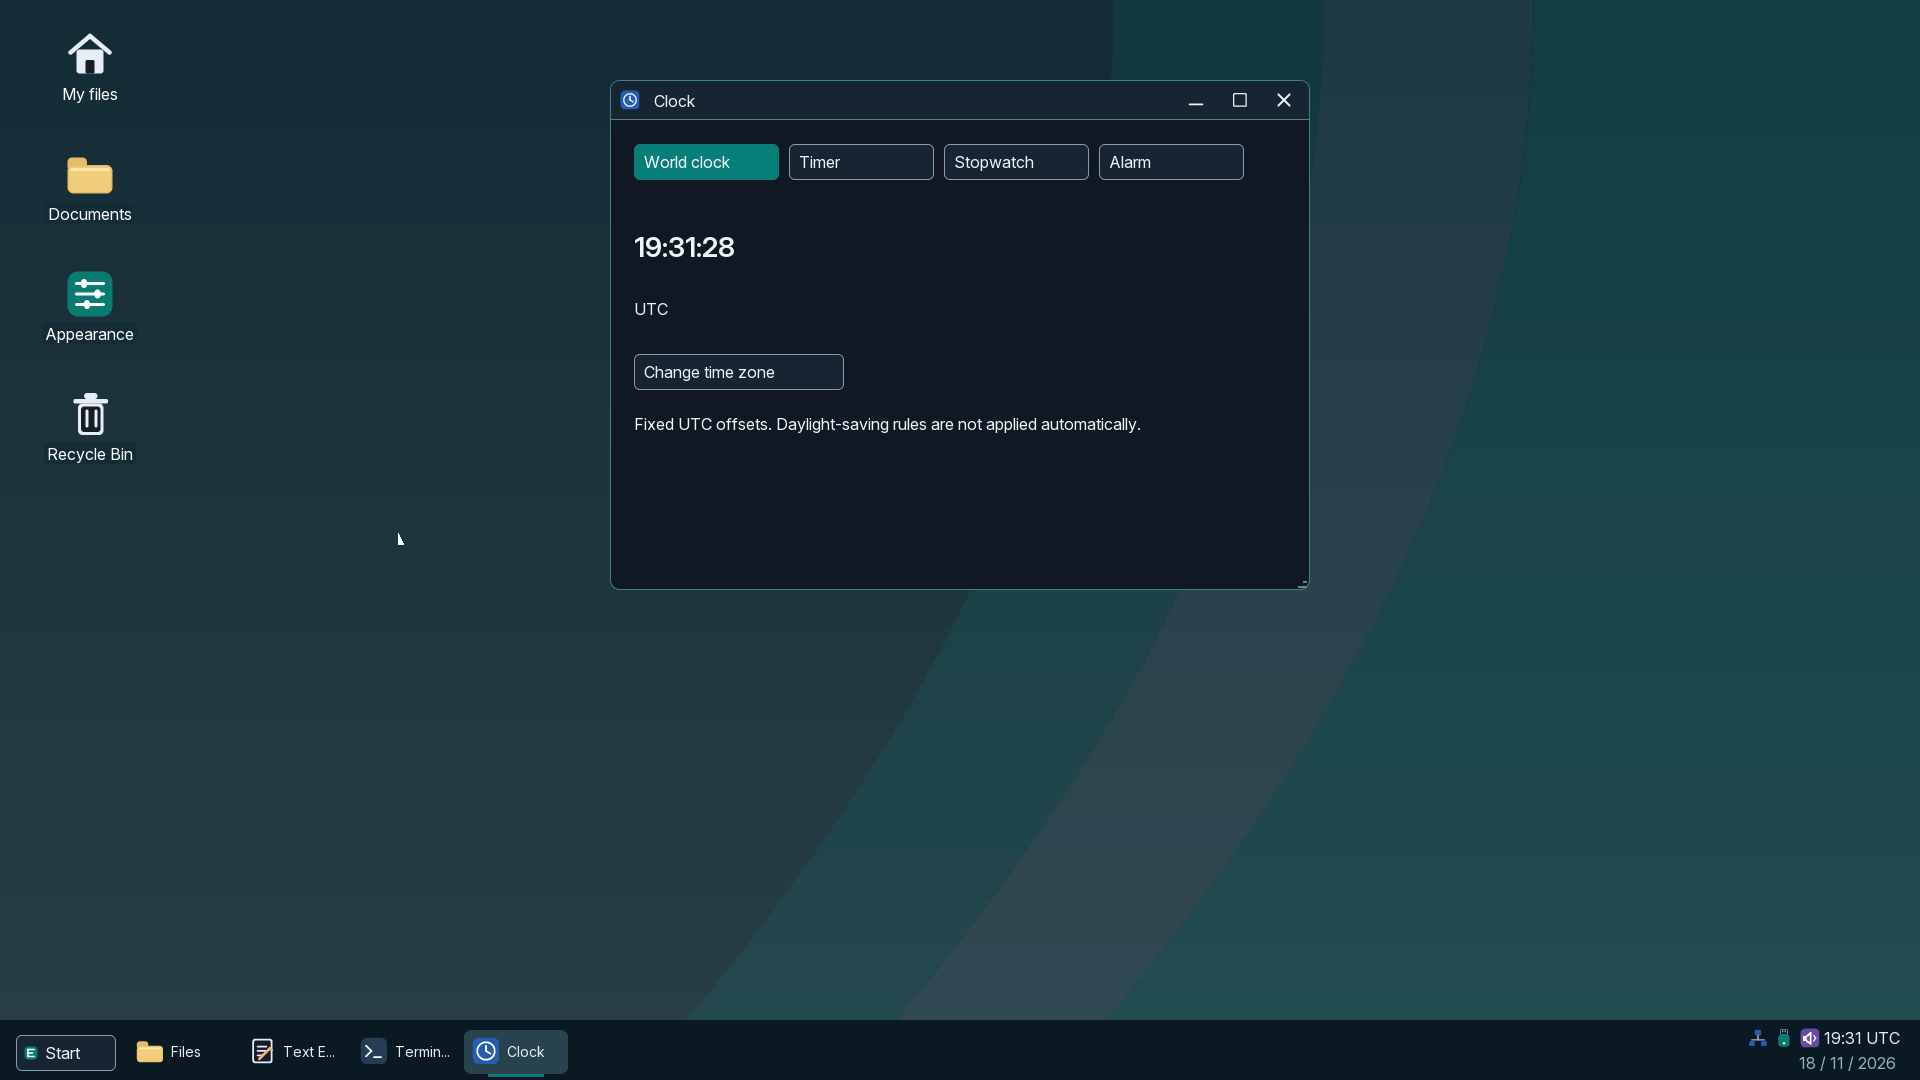 My files
Documents
Appearance
Recycle Bin
Clock
World clock
Timer
Stopwatch
Alarm
19:31:28
UTC
Change time zone
Fixed UTC offsets. Daylight-saving rules are not applied automatically.
Start
Files
Text E...
Termin...
Clock
19:31 UTC
18 / 11 / 2026